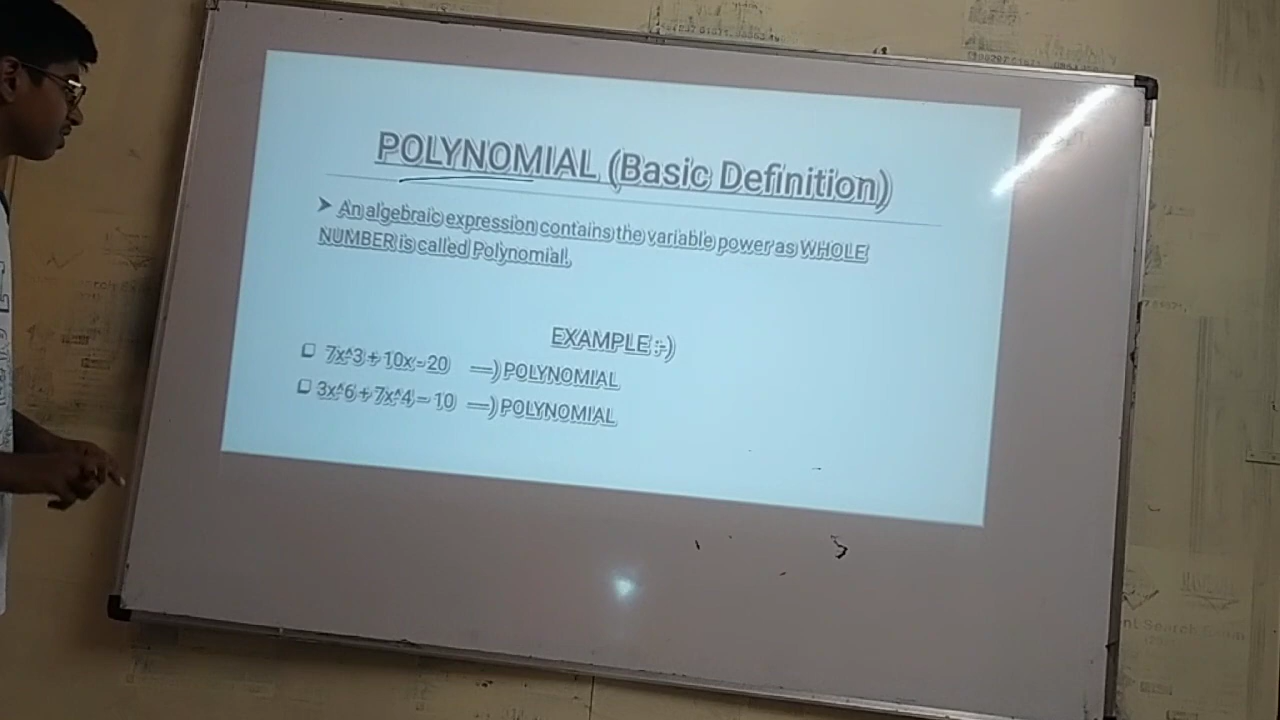 POLYNOMIAL (Basic Definition)
➤ An algebraic expression contains the variable power as WHOLE
NUMBER is called Polynomial.
EXAMPLE :-)
❑ 7x^3 + 10x - 20 —) POLYNOMIAL
❑ 3x^6 + 7x^4 - 10 —) POLYNOMIAL